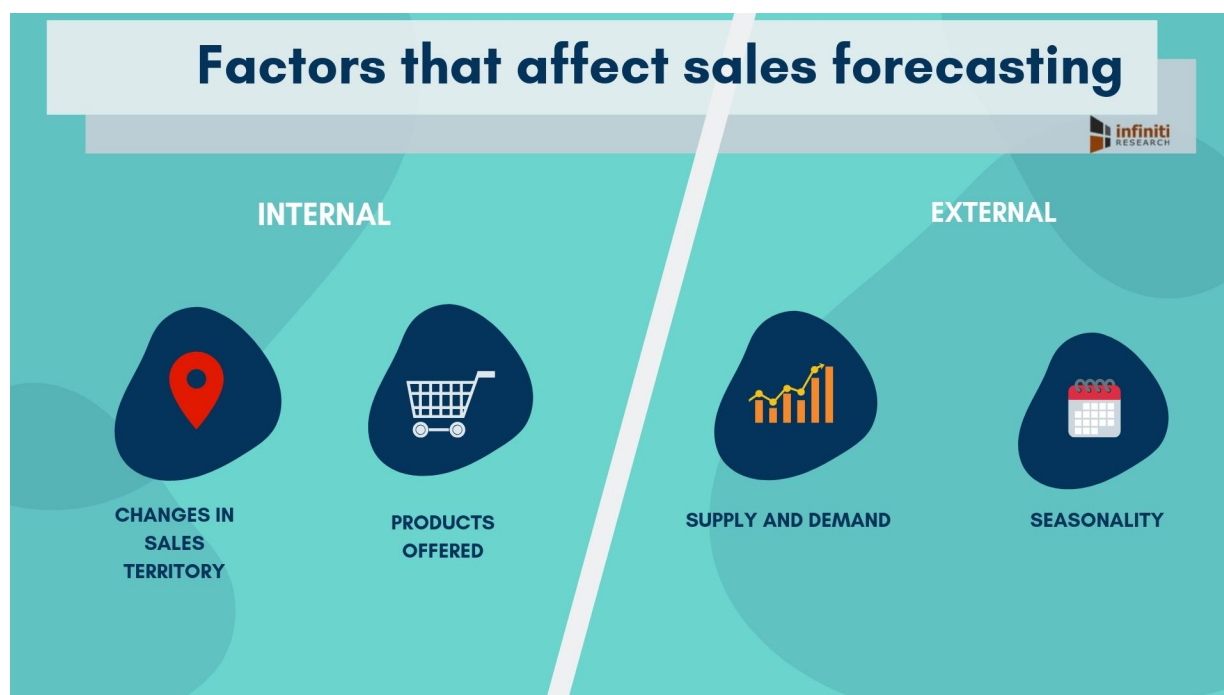 Factors that affect sales forecasting
infiniti
RESEARCH
INTERNAL
EXTERNAL
CHANGES IN
SALES
TERRITORY
PRODUCTS
OFFERED
SUPPLY AND DEMAND
SEASONALITY